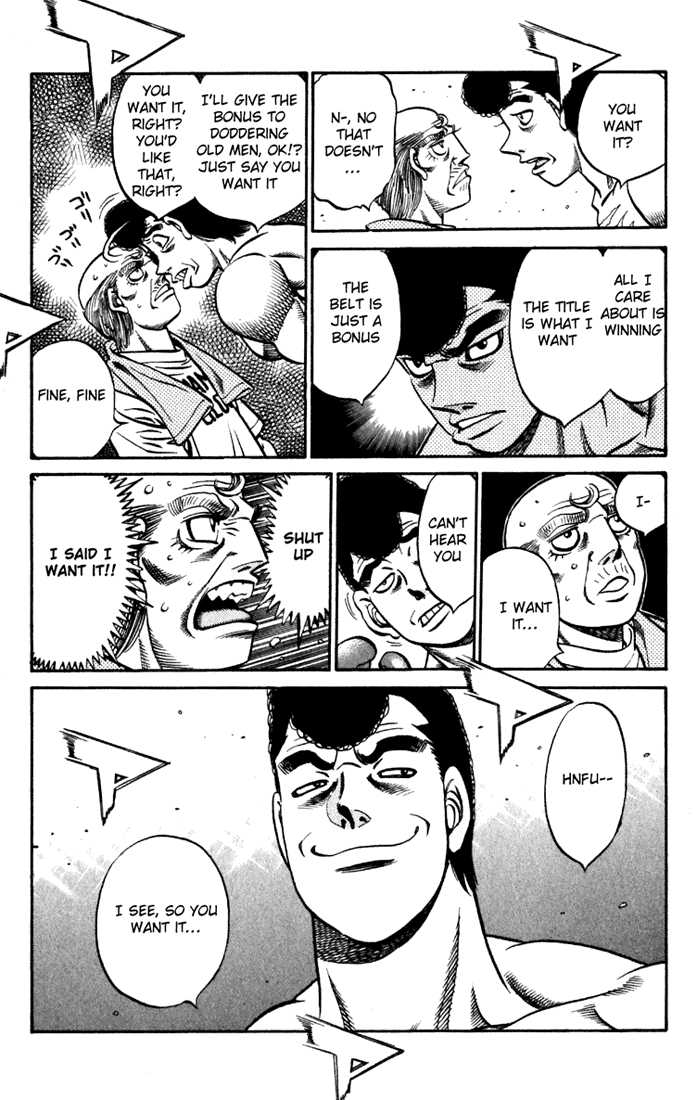 YOU
WANT
IT?
N-, NO
THAT
DOESN'T
...
ALL I
CARE
ABOUT IS
WINNING
THE TITLE
IS WHAT I
WANT
THE
BELT IS
JUST A
BONUS
I'LL GIVE THE
BONUS TO
DODDERING
OLD MEN, OK!?
JUST SAY YOU
WANT IT
YOU
WANT IT,
RIGHT?
YOU'D
LIKE
THAT,
RIGHT?
FINE, FINE
I-
I WANT
IT...
CAN'T
HEAR
YOU
SHUT
UP
I SAID I
WANT IT!!
HNFU--
I SEE, SO YOU
WANT IT...